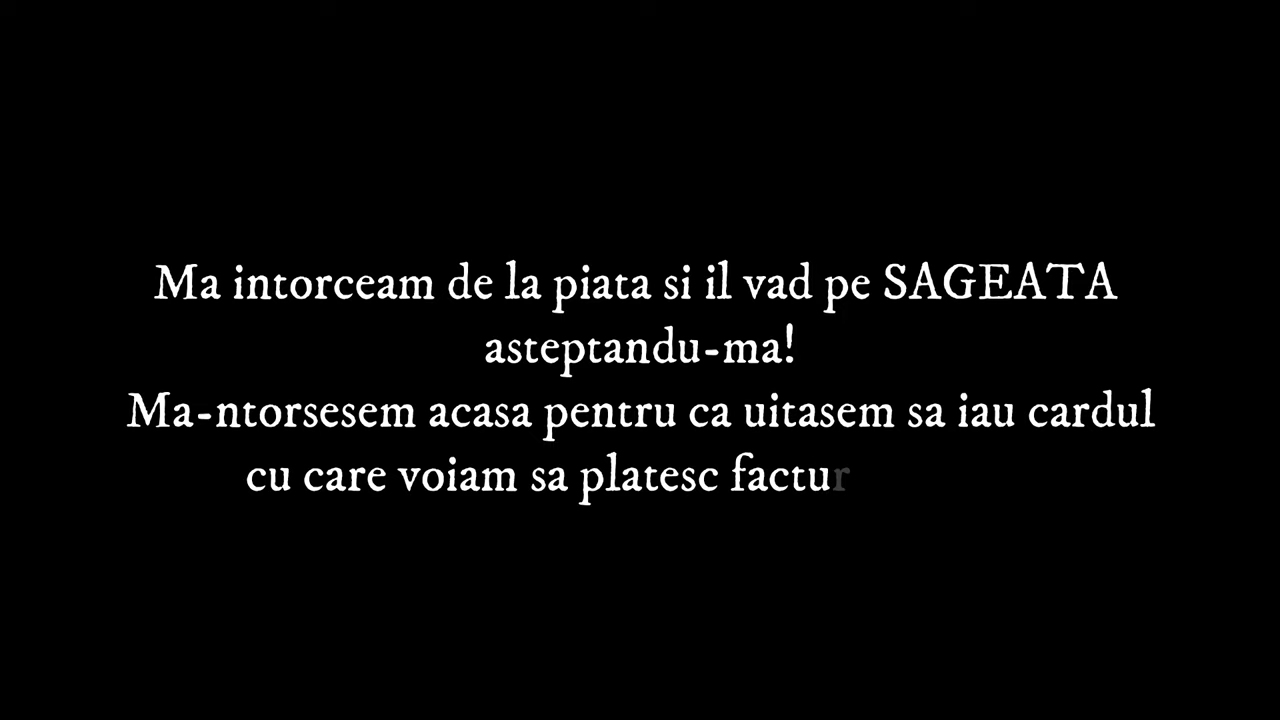 Ma intorceam de la piata si il vad pe SAGEATA
asteptandu-ma!
Ma-ntorsesem acasa pentru ca uitasem sa iau cardul
cu care voiam sa platesc factur